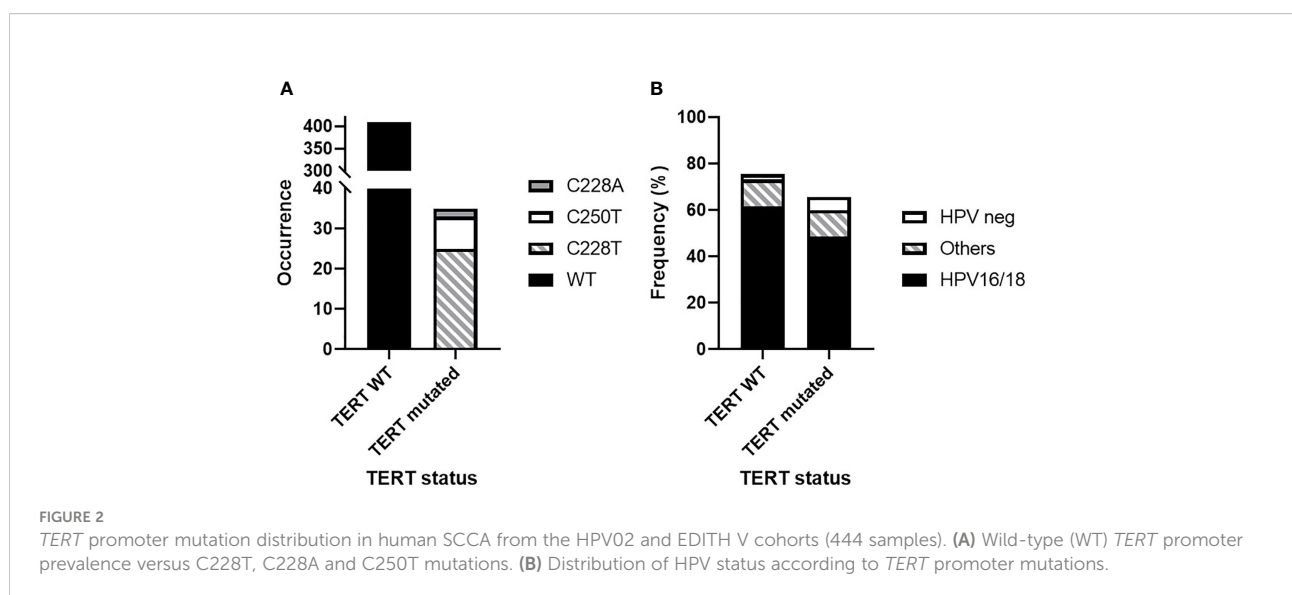 A
B
Occurrence
400
350
300
40
30
20
10
0
TERT WT
TERT mutated
TERT status
C228A
C250T
C228T
WT
Frequency (%)
100
80
60
40
20
0
TERT WT
TERT mutated
TERT status
HPV neg
Others
HPV16/18
FIGURE 2
TERT promoter mutation distribution in human SCCA from the HPV02 and EDITH V cohorts (444 samples). (A) Wild-type (WT) TERT promoter
prevalence versus C228T, C228A and C250T mutations. (B) Distribution of HPV status according to TERT promoter mutations.